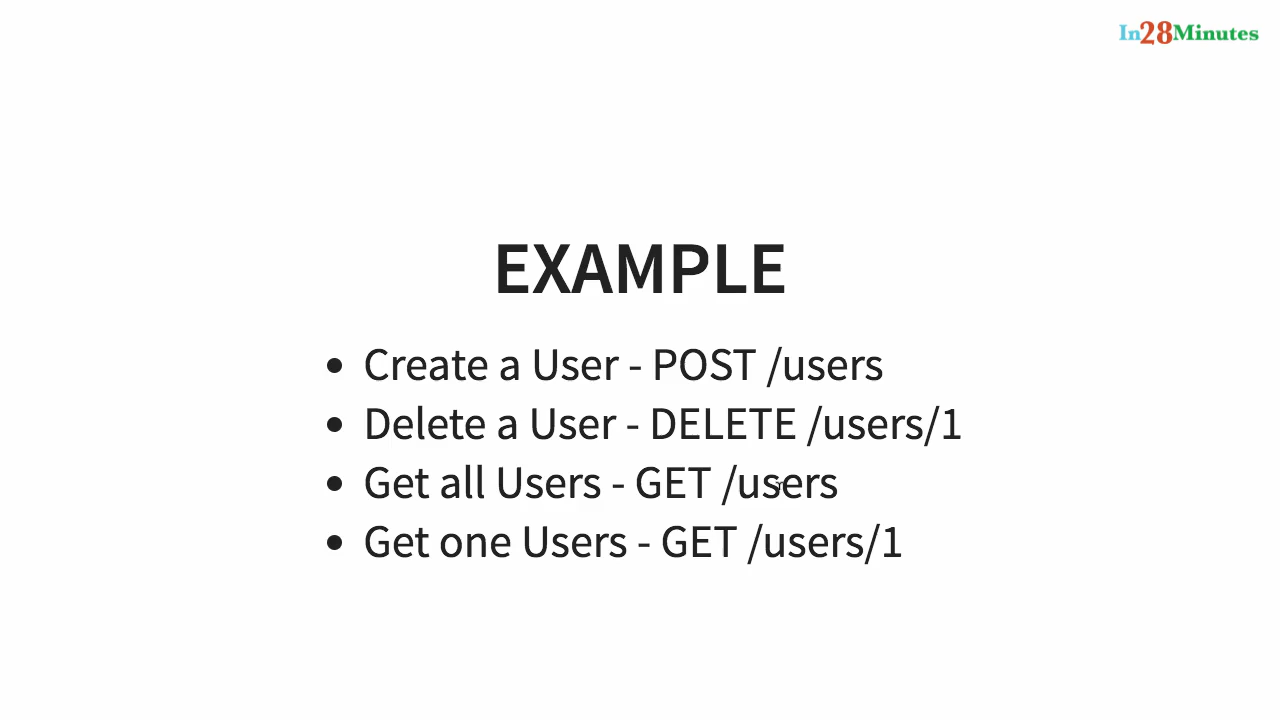 In28Minutes
EXAMPLE
• Create a User - POST /users
• Delete a User - DELETE /users/1
• Get all Users - GET /users
• Get one Users - GET /users/1